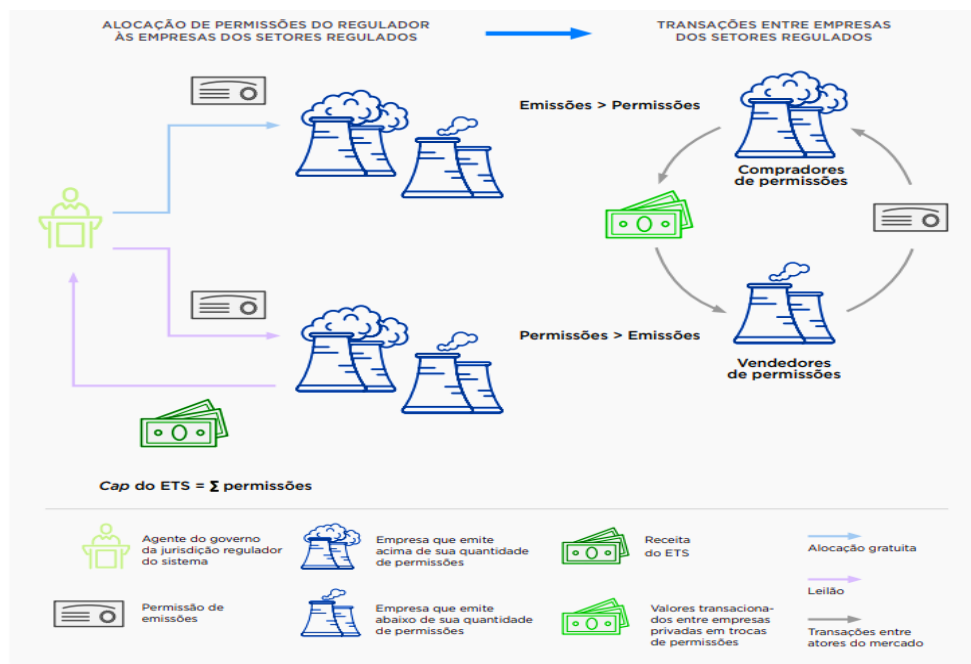 ALOCAÇÃO DE PERMISSÕES DO REGULADOR
ÀS EMPRESAS DOS SETORES REGULADOS
TRANSAÇÕES ENTRE EMPRESAS
DOS SETORES REGULADOS
Emissões > Permissões
Compradores
de permissões
Permissões > Emissões
Vendedores
de permissões
Cap do ETS = Σ permissões
Agente do governo
da jurisdição regulador
do sistema
Empresa que emite
acima de sua quantidade
de permissões
Receita
do ETS
Alocação gratuita
Leilão
Permissão de
emissões
Empresa que emite
abaixo de sua quantidade
de permissões
Valores transaciona-
dos entre empresas
privadas em trocas
de permissões
Transações entre
atores do mercado